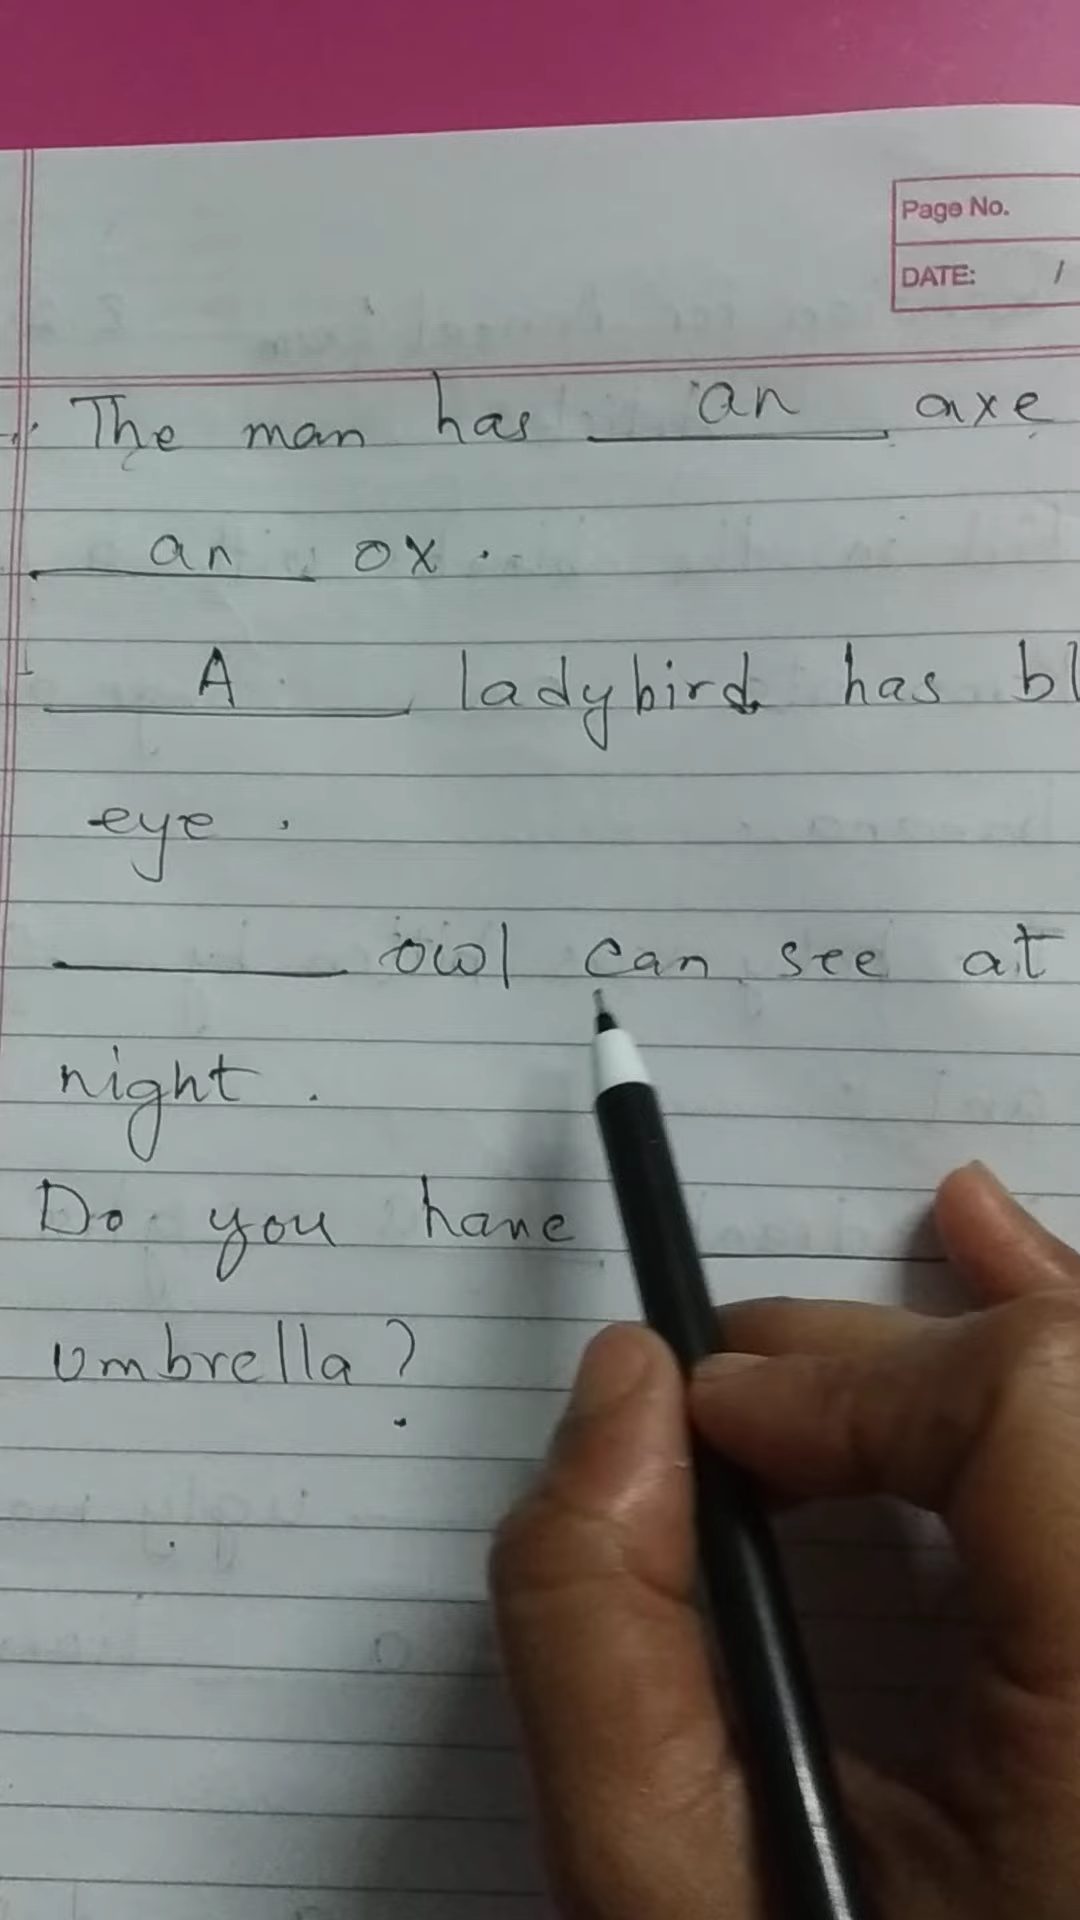 Page No.
DATE: /
The man has an axe
an ox.
A ladybird has bl
eye.
owl can see at
night.
Do you have
umbrella?